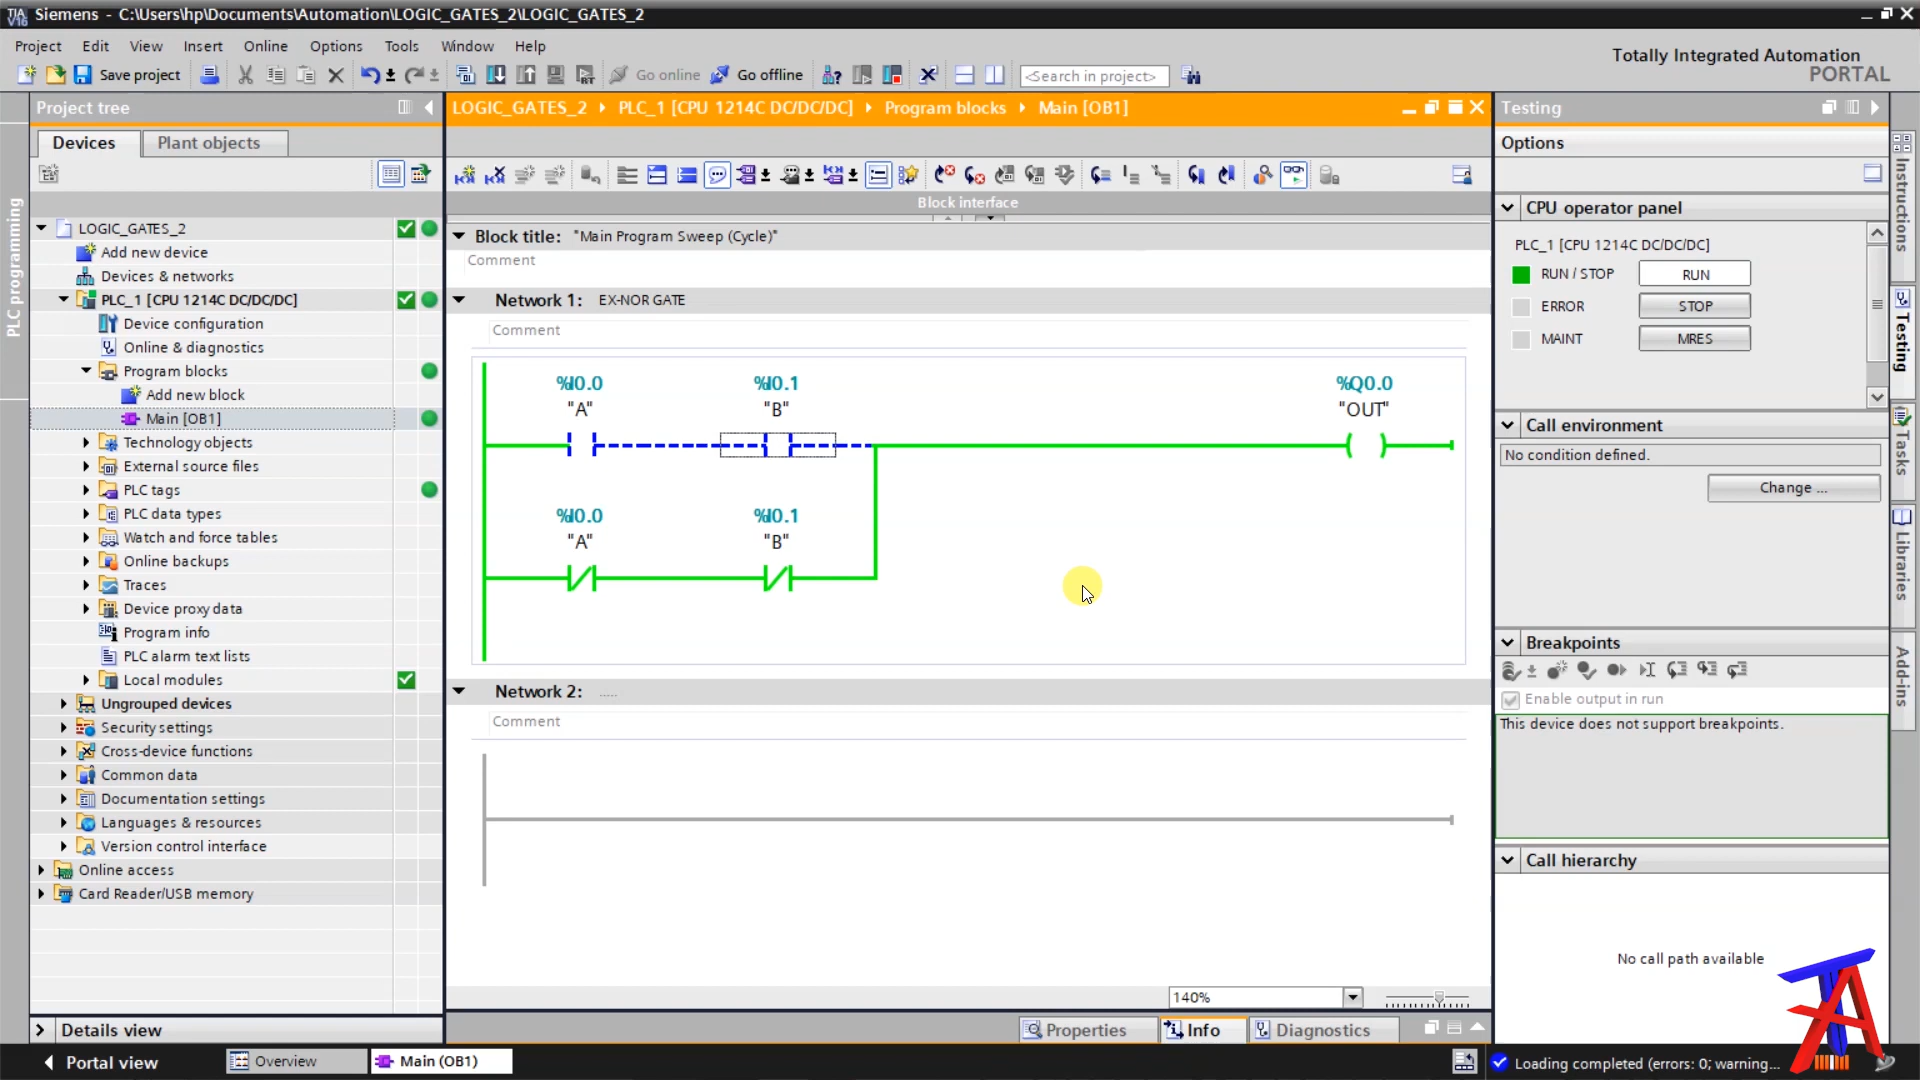 Siemens - C:\Users\hp\Documents\Automation\LOGIC_GATES_2\LOGIC_GATES_2
Project Edit View Insert Online Options Tools Window Help
Totally Integrated Automation
PORTAL
Save project Go online Go offline <Search in project>
Project tree
LOGIC_GATES_2 PLC_1 [CPU 1214C DC/DC/DC] Program blocks Main [OB1]
Testing
Devices Plant objects
Options
Block interface
PLC programming
LOGIC_GATES_2
Add new device
Devices & networks
PLC_1 [CPU 1214C DC/DC/DC]
Device configuration
Online & diagnostics
Program blocks
Add new block
Main [OB1]
Technology objects
External source files
PLC tags
PLC data types
Watch and force tables
Online backups
Traces
Device proxy data
Program info
PLC alarm text lists
Local modules
Ungrouped devices
Security settings
Cross-device functions
Common data
Documentation settings
Languages & resources
Version control interface
Online access
Card Reader/USB memory
Details view
Block title: "Main Program Sweep (Cycle)"
Comment
Network 1: EX-NOR GATE
Comment
%I0.0 %I0.1 %Q0.0
"A" "B" "OUT"
%I0.0 %I0.1
"A" "B"
Network 2: .....
Comment
140%
Properties Info Diagnostics
CPU operator panel
PLC_1 [CPU 1214C DC/DC/DC]
RUN / STOP RUN
ERROR STOP
MAINT MRES
Call environment
No condition defined.
Change ...
Breakpoints
Enable output in run
This device does not support breakpoints.
Call hierarchy
No call path available
Instructions
Testing
Tasks
Libraries
Add-ins
Portal view Overview Main (OB1) Loading completed (errors: 0; warning...